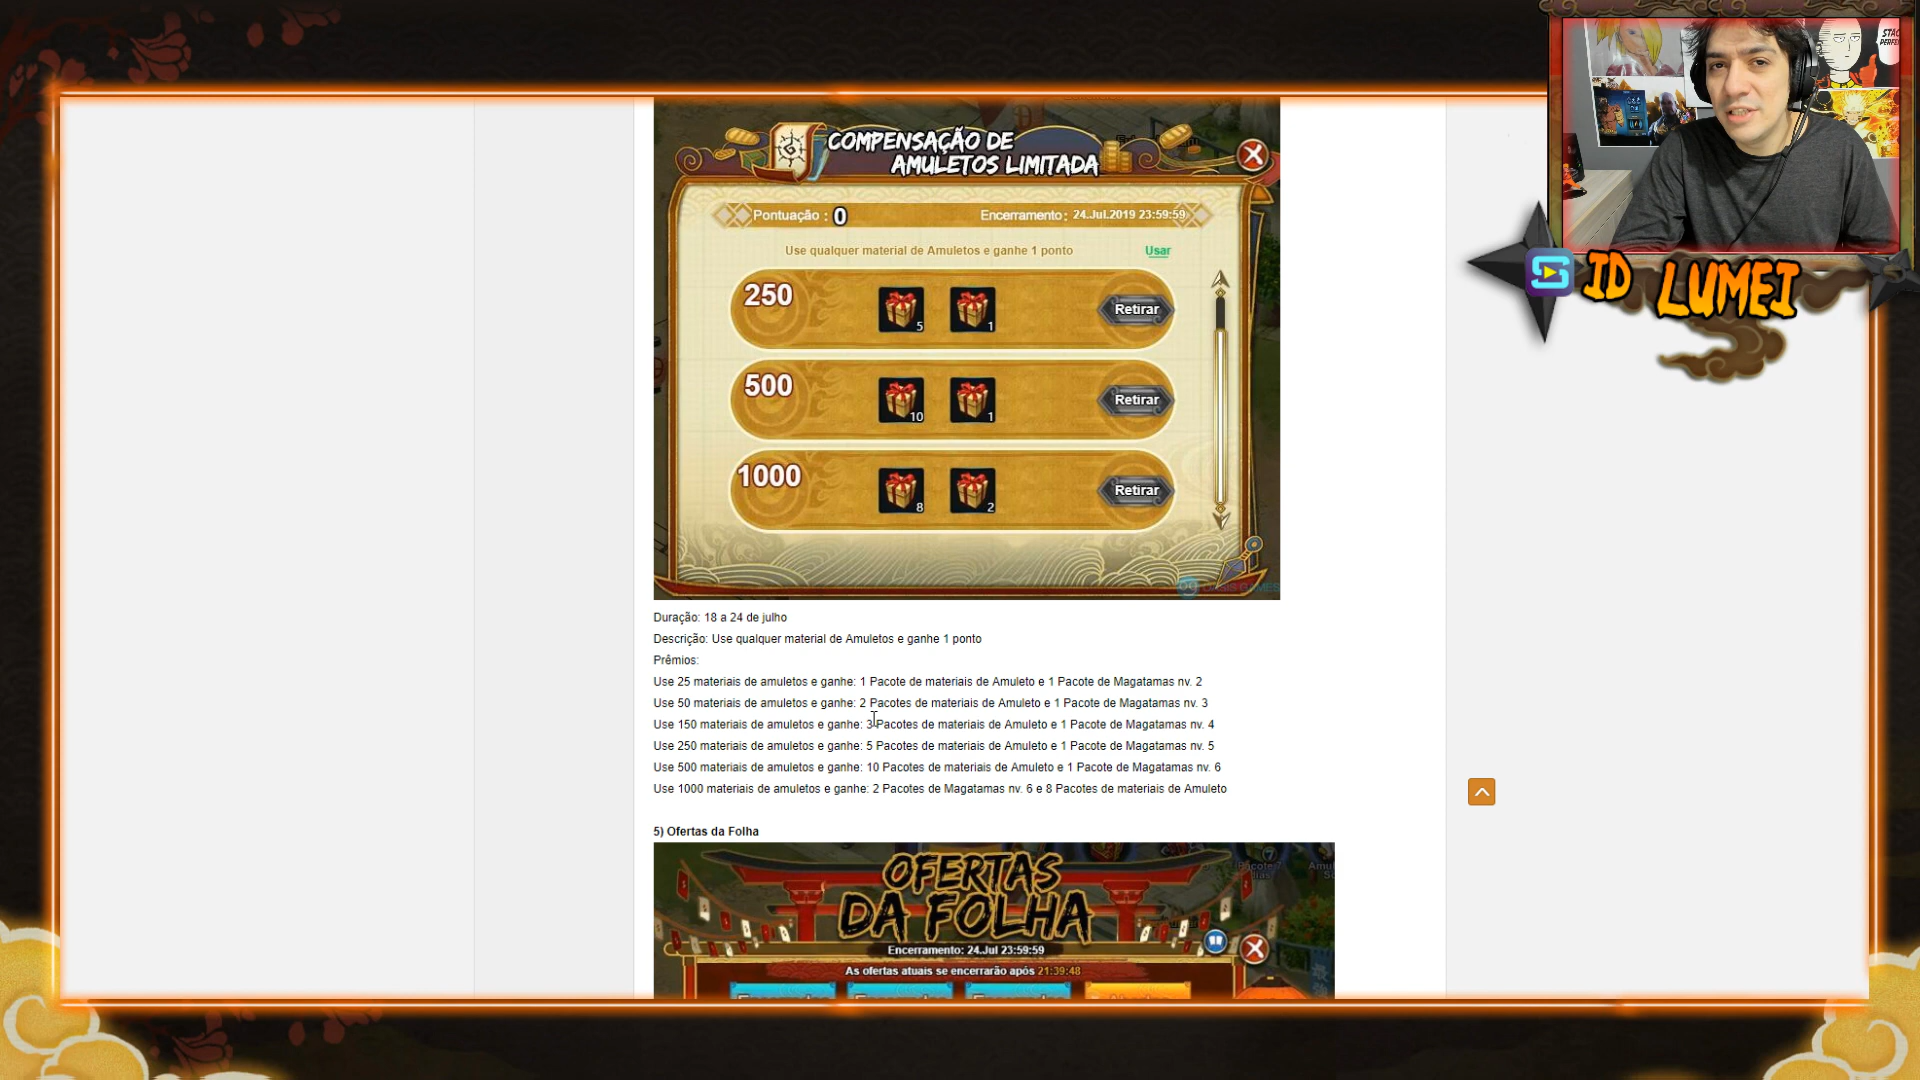 COMPENSAÇÃO DE
AMULETOS LIMITADA
Pontuação : 0
Encerramento: 24.Jul.2019 23:59:59
Use qualquer material de Amuletos e ganhe 1 ponto
Usar
250
5
1
Retirar
500
10
1
Retirar
1000
8
2
Retirar
Duração: 18 a 24 de julho
Descrição: Use qualquer material de Amuletos e ganhe 1 ponto
Prêmios:
Use 25 materiais de amuletos e ganhe: 1 Pacote de materiais de Amuleto e 1 Pacote de Magatamas nv. 2
Use 50 materiais de amuletos e ganhe: 2 Pacotes de materiais de Amuleto e 1 Pacote de Magatamas nv. 3
Use 150 materiais de amuletos e ganhe: 3 Pacotes de materiais de Amuleto e 1 Pacote de Magatamas nv. 4
Use 250 materiais de amuletos e ganhe: 5 Pacotes de materiais de Amuleto e 1 Pacote de Magatamas nv. 5
Use 500 materiais de amuletos e ganhe: 10 Pacotes de materiais de Amuleto e 1 Pacote de Magatamas nv. 6
Use 1000 materiais de amuletos e ganhe: 2 Pacotes de Magatamas nv. 6 e 8 Pacotes de materiais de Amuleto
5) Ofertas da Folha
OFERTAS
DA FOLHA
Encerramento: 24.Jul 23:59:59
As ofertas atuais se encerrarão após 21:39:48
ID LUMEI